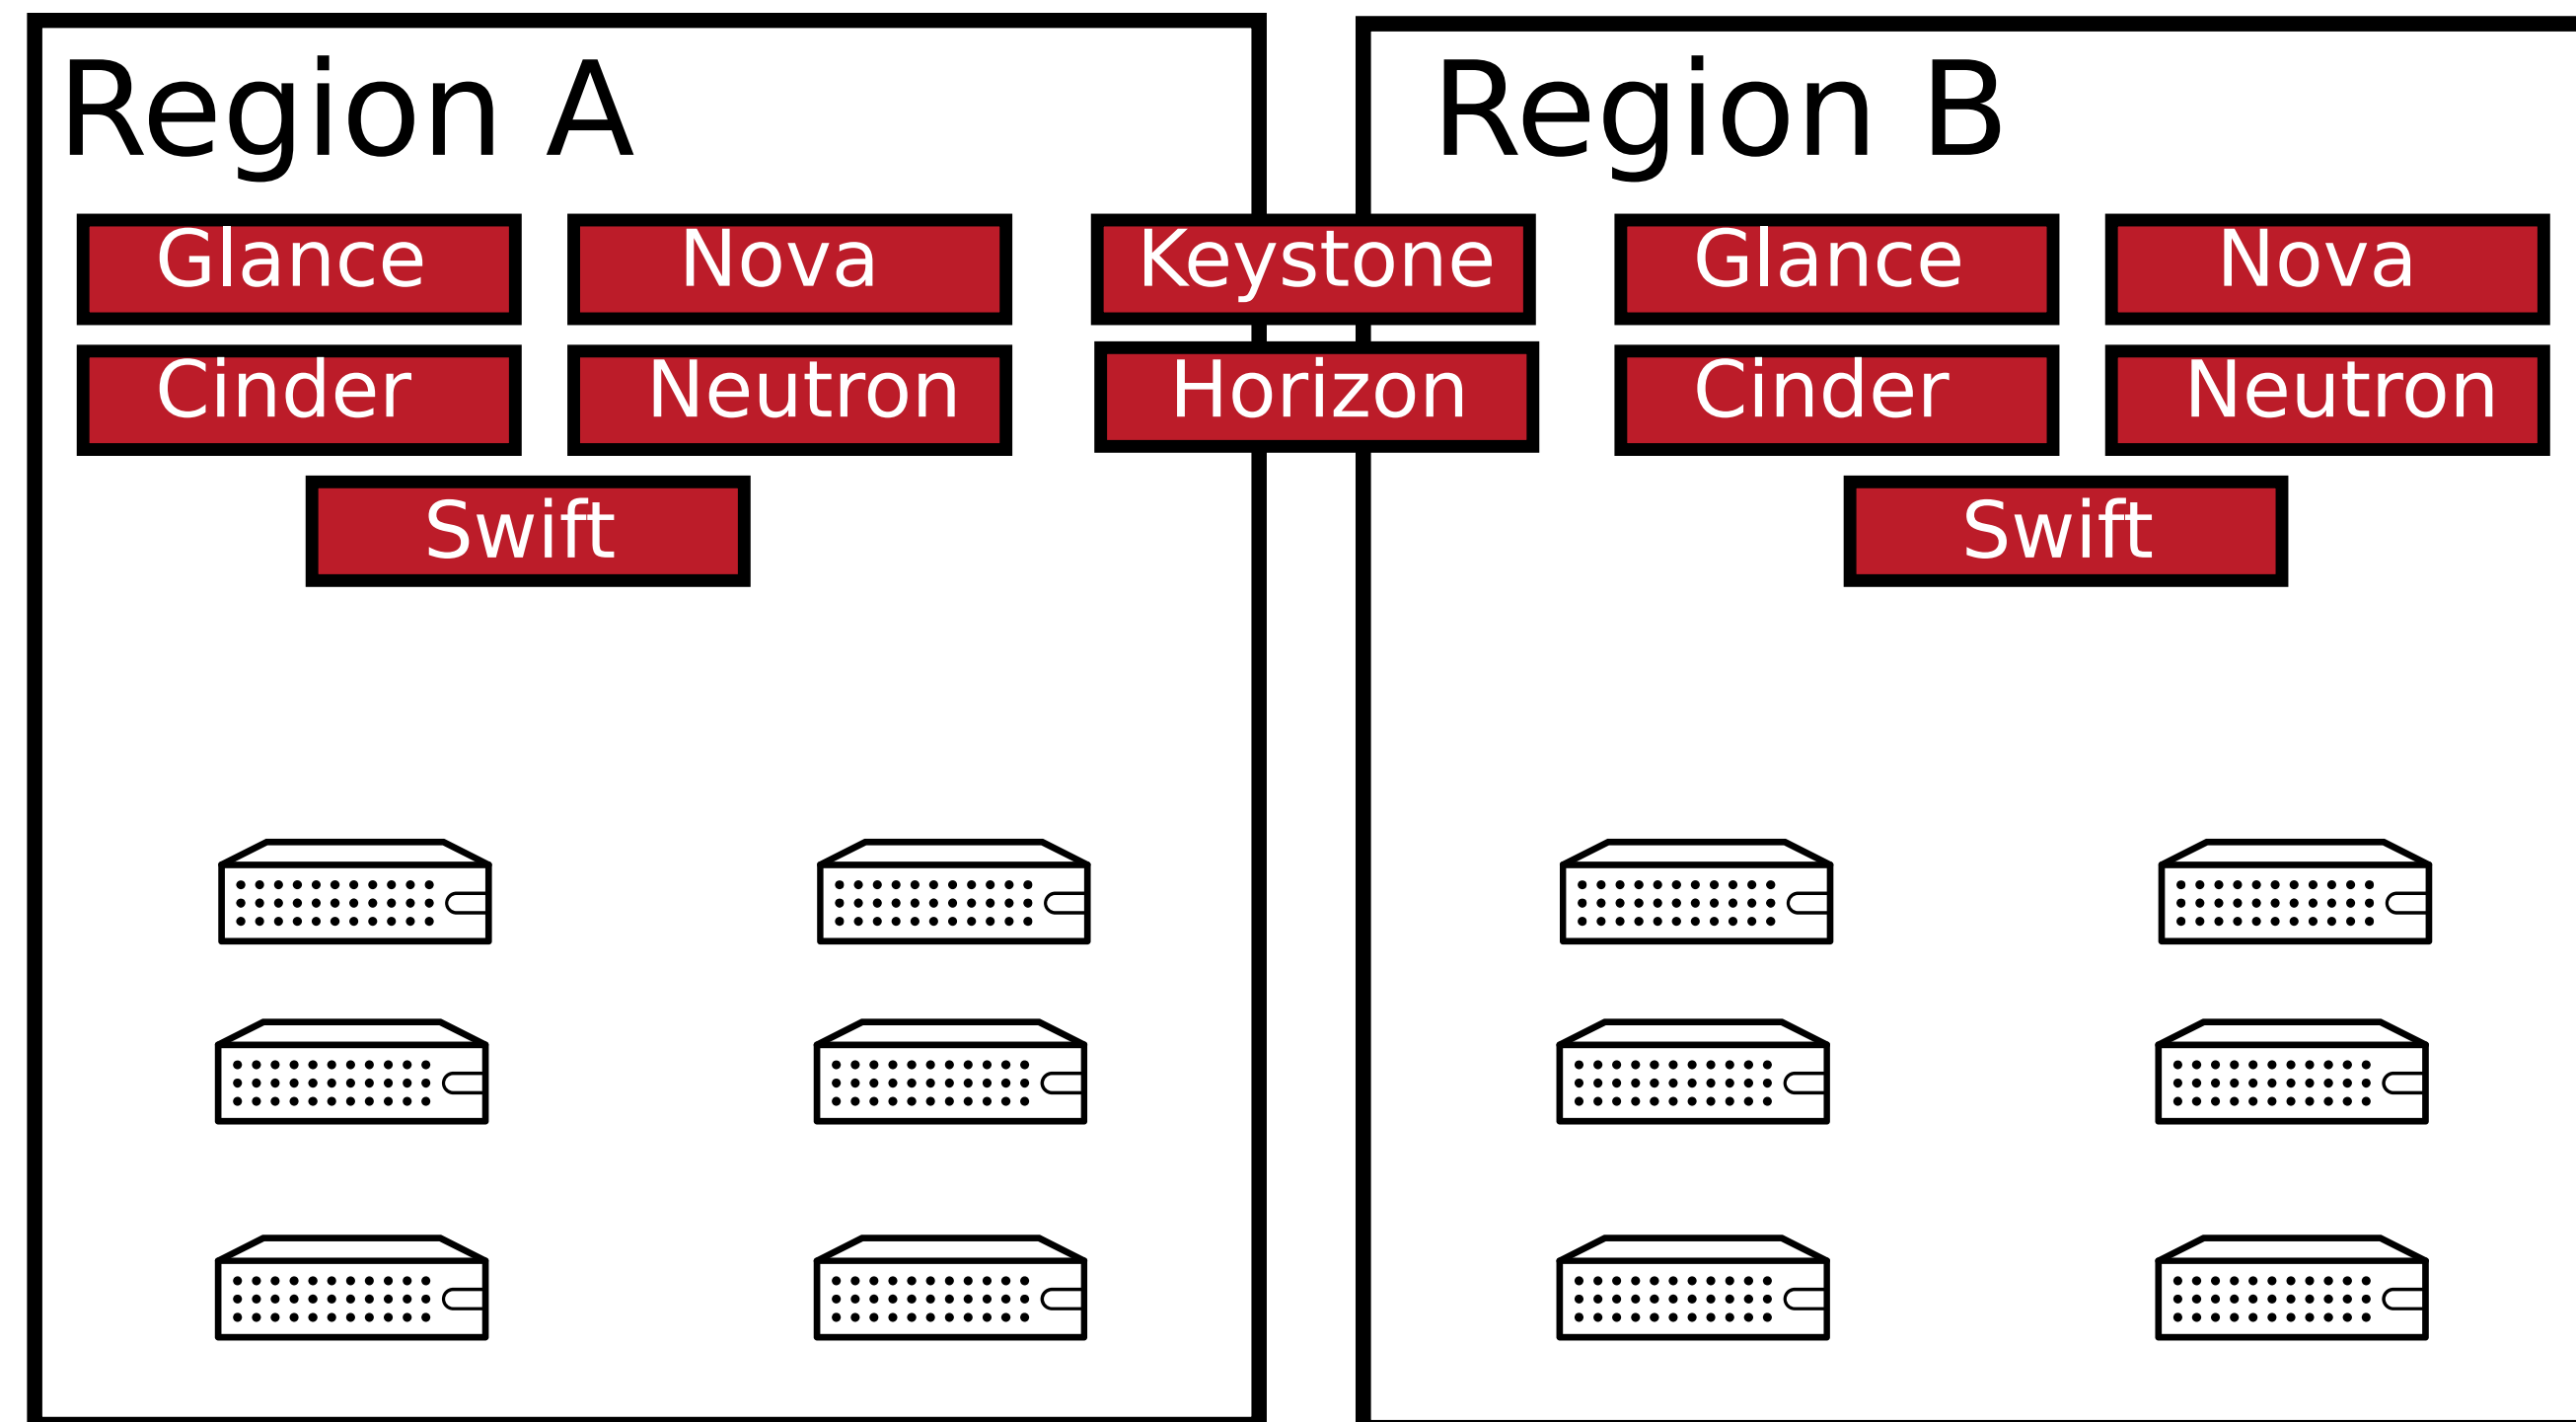 Region A
Region B
Glance
Nova
Keystone
Glance
Nova
Cinder
Neutron
Horizon
Cinder
Neutron
Swift
Swift